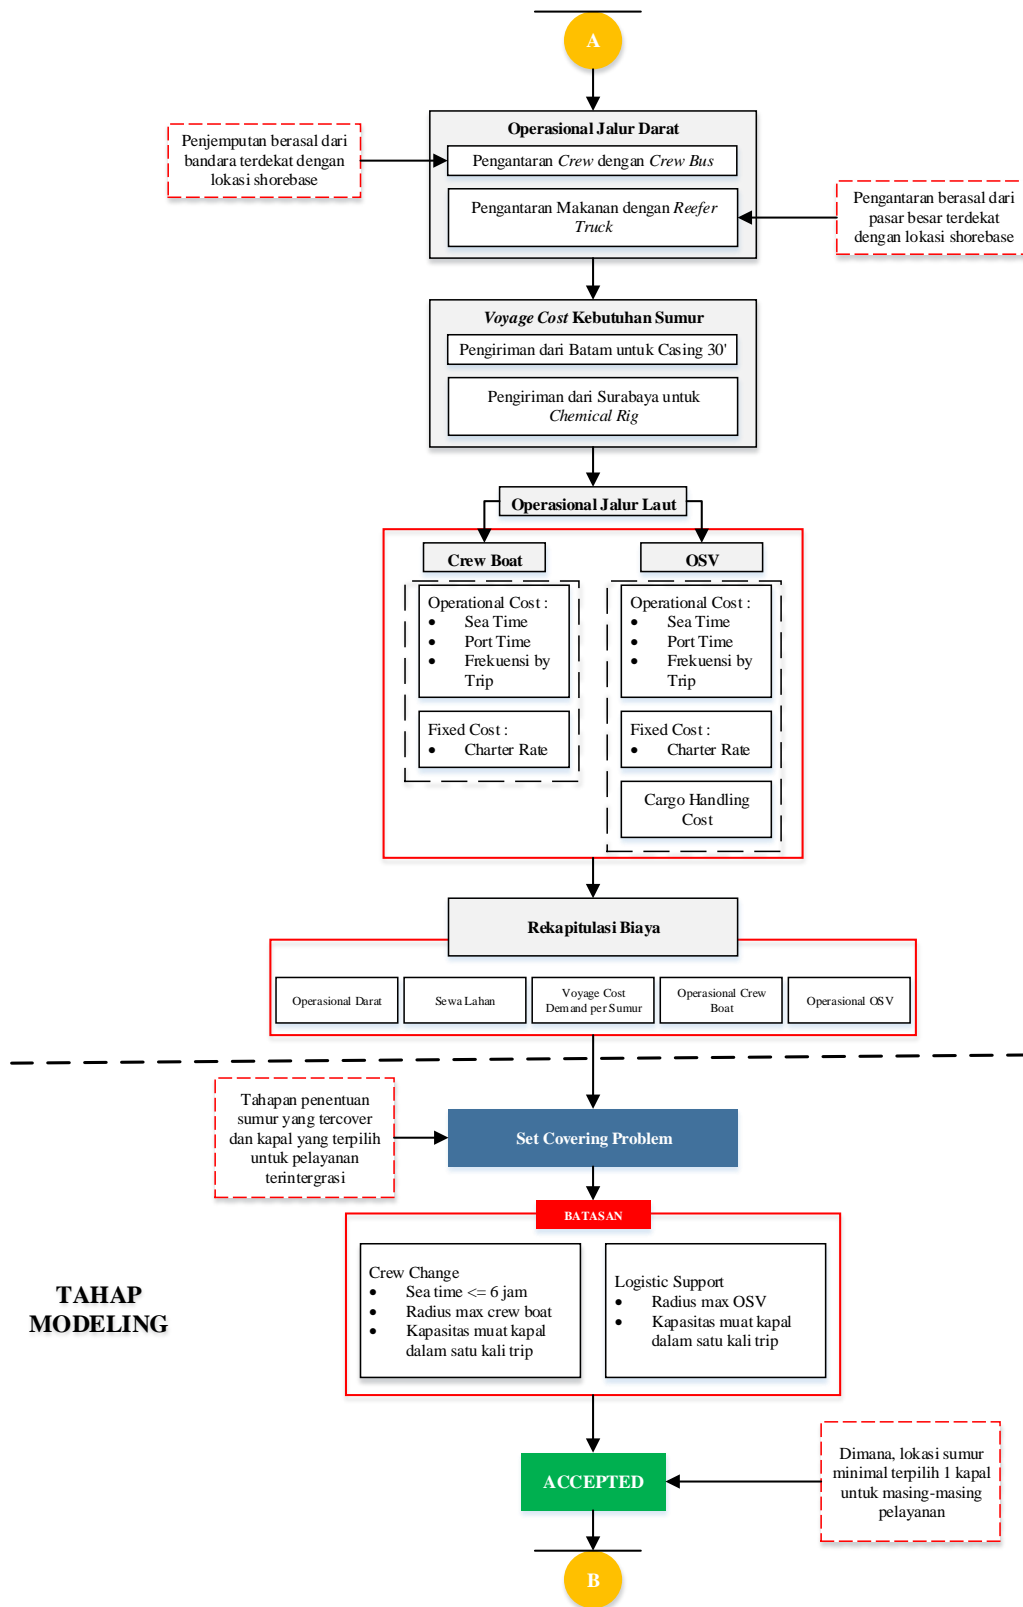 A
Operasional Jalur Darat
Penjemputan berasal dari
bandara terdekat dengan
lokasi shorebase
Pengantaran Crew dengan Crew Bus
Pengantaran Makanan dengan Reefer
Truck
Pengantaran berasal dari
pasar besar terdekat
dengan lokasi shorebase
Voyage Cost Kebutuhan Sumur
Pengiriman dari Batam untuk Casing 30'
Pengiriman dari Surabaya untuk
Chemical Rig
Operasional Jalur Laut
Crew Boat
Operational Cost :
• Sea Time
• Port Time
• Frekuensi by
Trip
Fixed Cost :
• Charter Rate
OSV
Operational Cost :
• Sea Time
• Port Time
• Frekuensi by
Trip
Fixed Cost :
• Charter Rate
Cargo Handling
Cost
Rekapitulasi Biaya
Operasional Darat
Sewa Lahan
Voyage Cost
Demand per Sumur
Operasional Crew
Boat
Operasional OSV
Tahapan penentuan
sumur yang tercover
dan kapal yang terpilih
untuk pelayanan
terintergrasi
Set Covering Problem
BATASAN
TAHAP
MODELING
Crew Change
• Sea time <= 6 jam
• Radius max crew boat
• Kapasitas muat kapal
dalam satu kali trip
Logistic Support
• Radius max OSV
• Kapasitas muat kapal
dalam satu kali trip
ACCEPTED
Dimana, lokasi sumur
minimal terpilih 1 kapal
untuk masing-masing
pelayanan
B